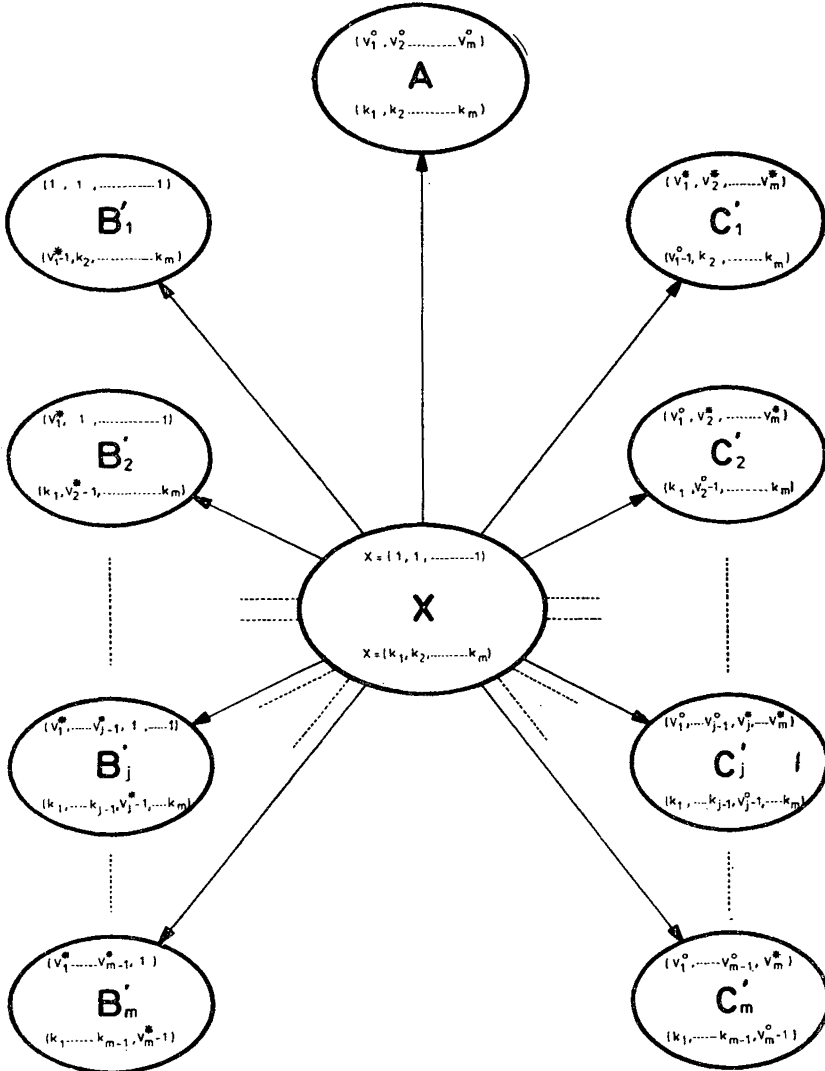 (v₁°, v₂° ........ vₘ°)
A
(k₁, k₂ ........ kₘ)
(1, 1, ........ 1)
B′₁
(v₁*-1, k₂, ........ kₘ)
(v₁*, v₂*, ........ vₘ*)
C′₁
(v₁°-1, k₂, ........ kₘ)
(v₁*, 1, ........ 1)
B′₂
(k₁, v₂*-1, ........ kₘ)
(v₁°, v₂*, ........ vₘ*)
C′₂
(k₁, v₂°-1, ........ kₘ)
x = (1, 1, ........ 1)
X
x = (k₁, k₂, ........ kₘ)
(v₁*, .... v*ⱼ₋₁, 1, .... 1)
B′ⱼ
(k₁, .... kⱼ₋₁, vⱼ*-1, .... kₘ)
(v₁°, .... v°ⱼ₋₁, vⱼ*, .... vₘ*)
C′ⱼ
(k₁, .... kⱼ₋₁, vⱼ°-1, .... kₘ)
(v₁* ..... v*ₘ₋₁, 1)
B′ₘ
(k₁ ..... kₘ₋₁, vₘ*-1)
(v₁°, ..... v°ₘ₋₁, vₘ*)
C′ₘ
(k₁, ..... kₘ₋₁, vₘ°-1)